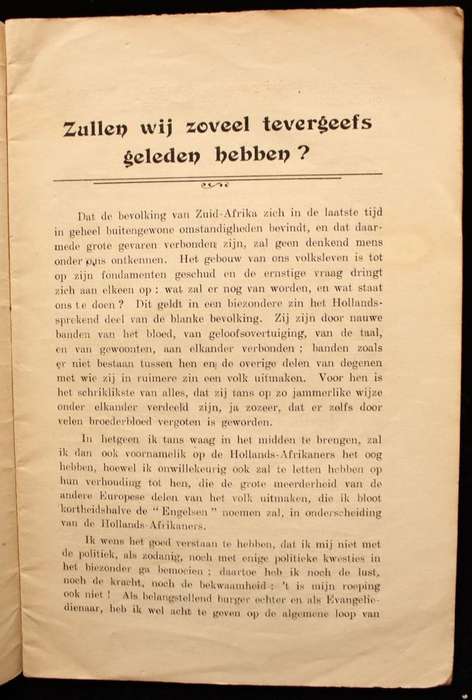 Zullen wij zoveel tevergeefs
geleden hebben ?
Dat de bevolking van Zuid-Afrika zich in de laatste tijd
in geheel buitengewone omstandigheden bevindt, en dat daar-
mede grote gevaren verbonden zijn, zal geen denkend mens
onder ons ontkennen. Het gebouw van ons volksleven is tot
op zijn fondamenten geschud en de ernstige vraag dringt
zich aan elkeen op : wat zal er nog van worden, en wat staat
ons te doen ? Dit geldt in een biezondere zin het Hollands-
sprekend deel van de blanke bevolking. Zij zijn door nauwe
banden van het bloed, van geloofsovertuiging, van de taal,
en van gewoonten, aan elkander verbonden ; banden zoals
er niet bestaan tussen hen en de overige delen van degenen
met wie zij in ruimere zin een volk uitmaken. Voor hen is
het schriklikste van alles, dat zij tans op zo jammerlike wijze
onder elkander verdeeld zijn, ja zozeer, dat er zelfs door
velen broederbloed vergoten is geworden.
In hetgeen ik tans waag in het midden te brengen, zal
ik dan ook voornamelik op de Hollands-Afrikaners het oog
hebben, hoewel ik onwillekeurig ook zal te letten hebben op
hun verhouding tot hen, die de grote meerderheid van de
andere Europese delen van het volk uitmaken, die ik bloot
kortheidshalve de " Engelsen " noemen zal, in onderscheiding
van de Hollands-Afrikaners.
Ik wens het goed verstaan te hebben, dat ik mij niet met
de politiek, als zodanig, noch met enige politieke kwesties in
het biezonder ga bemoeien ; daartoe heb ik noch de lust,
noch de kracht, noch de bekwaamheid ; 't is mijn roeping
ook niet ! Als belangstellend burger echter en als Evangelie-
dienaar, heb ik wel acht te geven op de algemene loop van